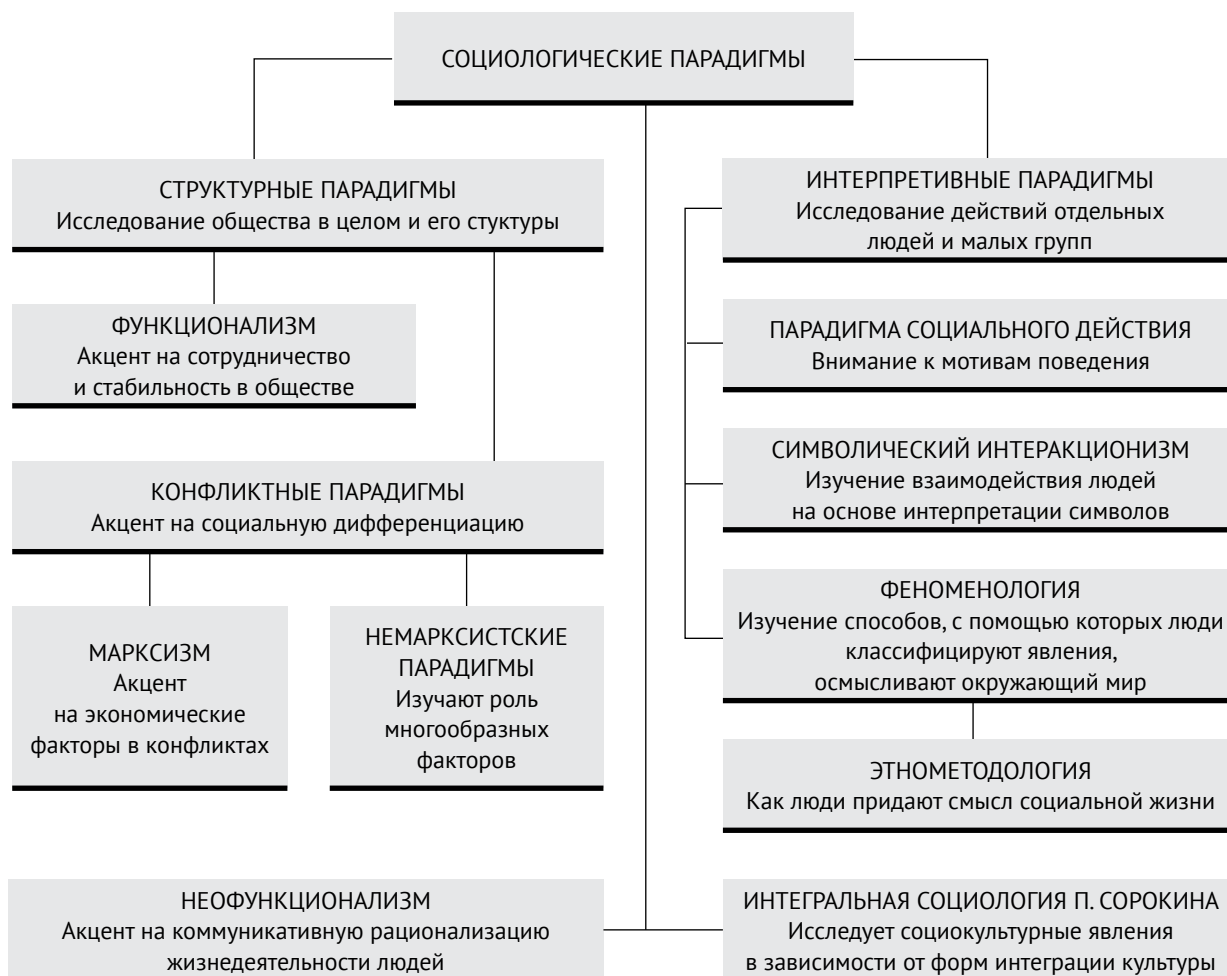 СОЦИОЛОГИЧЕСКИЕ ПАРАДИГМЫ
СТРУКТУРНЫЕ ПАРАДИГМЫ
Исследование общества в целом и его стуктуры
ФУНКЦИОНАЛИЗМ
Акцент на сотрудничество
и стабильность в обществе
КОНФЛИКТНЫЕ ПАРАДИГМЫ
Акцент на социальную дифференциацию
МАРКСИЗМ
Акцент
на экономические
факторы в конфликтах
НЕМАРКСИСТСКИЕ
ПАРАДИГМЫ
Изучают роль
многообразных
факторов
ИНТЕРПРЕТИВНЫЕ ПАРАДИГМЫ
Исследование действий отдельных
людей и малых групп
ПАРАДИГМА СОЦИАЛЬНОГО ДЕЙСТВИЯ
Внимание к мотивам поведения
СИМВОЛИЧЕСКИЙ ИНТЕРАКЦИОНИЗМ
Изучение взаимодействия людей
на основе интерпретации символов
ФЕНОМЕНОЛОГИЯ
Изучение способов, с помощью которых люди
классифицируют явления,
осмысливают окружающий мир
ЭТНОМЕТОДОЛОГИЯ
Как люди придают смысл социальной жизни
НЕОФУНКЦИОНАЛИЗМ
Акцент на коммуникативную рационализацию
жизнедеятельности людей
ИНТЕГРАЛЬНАЯ СОЦИОЛОГИЯ П. СОРОКИНА
Исследует социокультурные явления
в зависимости от форм интеграции культуры